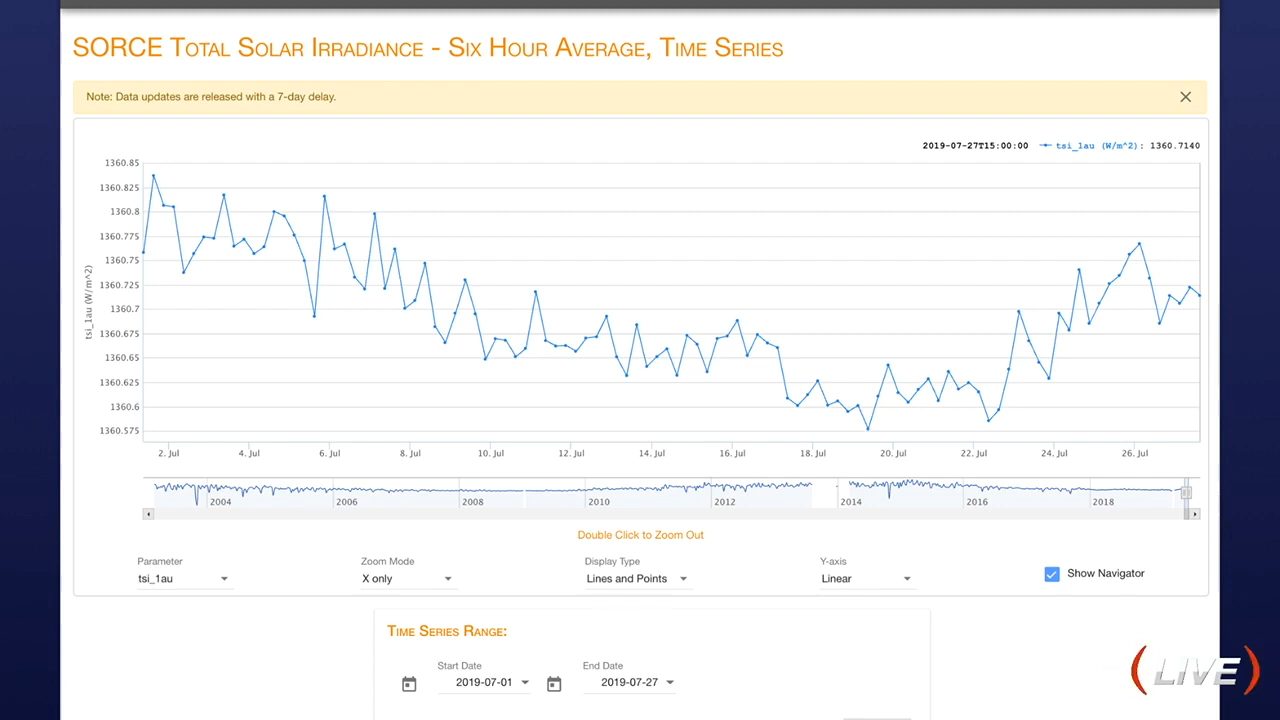 SORCE Total Solar Irradiance - Six Hour Average, Time Series
Note: Data updates are released with a 7-day delay.
2019-07-27T15:00:00 tsi_1au (W/m^2): 1360.7140
1360.85
1360.825
1360.8
1360.775
1360.75
1360.725
1360.7
1360.675
1360.65
1360.625
1360.6
1360.575
tsi_1au (W/m^2)
2. Jul 4. Jul 6. Jul 8. Jul 10. Jul 12. Jul 14. Jul 16. Jul 18. Jul 20. Jul 22. Jul 24. Jul 26. Jul
2004 2006 2008 2010 2012 2014 2016 2018
Double Click to Zoom Out
Parameter Zoom Mode Display Type Y-axis
tsi_1au X only Lines and Points Linear Show Navigator
Time Series Range:
Start Date End Date
2019-07-01 2019-07-27
LIVE